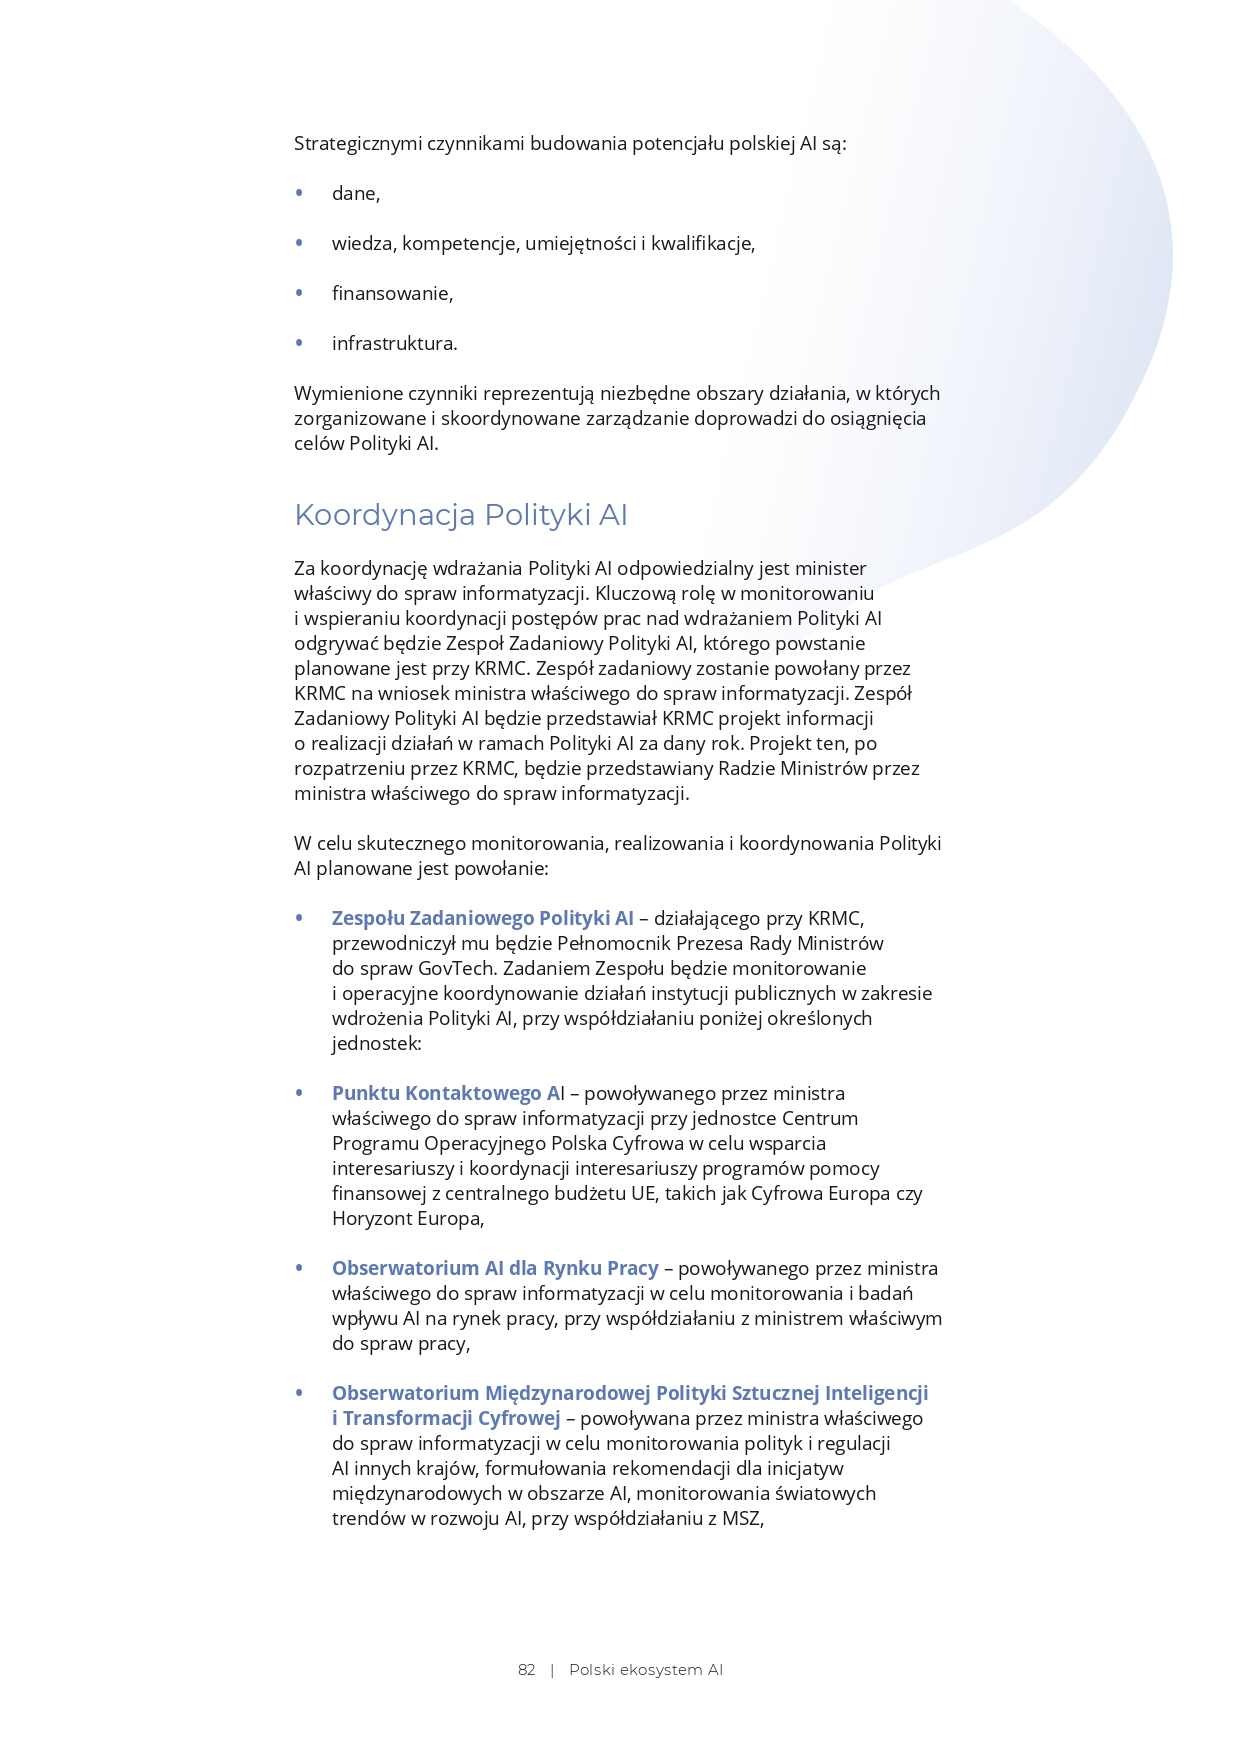 Strategicznymi czynnikami budowania potencjału polskiej AI są:
• dane,
• wiedza, kompetencje, umiejętności i kwalifikacje,
• finansowanie,
• infrastruktura.
Wymienione czynniki reprezentują niezbędne obszary działania, w których
zorganizowane i skoordynowane zarządzanie doprowadzi do osiągnięcia
celów Polityki AI.
Koordynacja Polityki AI
Za koordynację wdrażania Polityki AI odpowiedzialny jest minister
właściwy do spraw informatyzacji. Kluczową rolę w monitorowaniu
i wspieraniu koordynacji postępów prac nad wdrażaniem Polityki AI
odgrywać będzie Zespoł Zadaniowy Polityki AI, którego powstanie
planowane jest przy KRMC. Zespół zadaniowy zostanie powołany przez
KRMC na wniosek ministra właściwego do spraw informatyzacji. Zespół
Zadaniowy Polityki AI będzie przedstawiał KRMC projekt informacji
o realizacji działań w ramach Polityki AI za dany rok. Projekt ten, po
rozpatrzeniu przez KRMC, będzie przedstawiany Radzie Ministrów przez
ministra właściwego do spraw informatyzacji.
W celu skutecznego monitorowania, realizowania i koordynowania Polityki
AI planowane jest powołanie:
• Zespołu Zadaniowego Polityki AI – działającego przy KRMC,
przewodniczył mu będzie Pełnomocnik Prezesa Rady Ministrów
do spraw GovTech. Zadaniem Zespołu będzie monitorowanie
i operacyjne koordynowanie działań instytucji publicznych w zakresie
wdrożenia Polityki AI, przy współdziałaniu poniżej określonych
jednostek:
• Punktu Kontaktowego AI – powoływanego przez ministra
właściwego do spraw informatyzacji przy jednostce Centrum
Programu Operacyjnego Polska Cyfrowa w celu wsparcia
interesariuszy i koordynacji interesariuszy programów pomocy
finansowej z centralnego budżetu UE, takich jak Cyfrowa Europa czy
Horyzont Europa,
• Obserwatorium AI dla Rynku Pracy – powoływanego przez ministra
właściwego do spraw informatyzacji w celu monitorowania i badań
wpływu AI na rynek pracy, przy współdziałaniu z ministrem właściwym
do spraw pracy,
• Obserwatorium Międzynarodowej Polityki Sztucznej Inteligencji
i Transformacji Cyfrowej – powoływana przez ministra właściwego
do spraw informatyzacji w celu monitorowania polityk i regulacji
AI innych krajów, formułowania rekomendacji dla inicjatyw
międzynarodowych w obszarze AI, monitorowania światowych
trendów w rozwoju AI, przy współdziałaniu z MSZ,
82 | Polski ekosystem AI